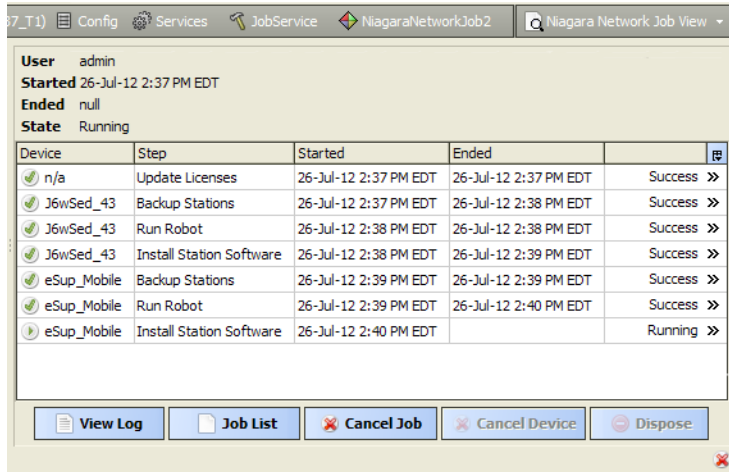 37_T1) Config Services JobService NiagaraNetworkJob2 Niagara Network Job View
User admin
Started 26-Jul-12 2:37 PM EDT
Ended null
State Running
Device Step Started Ended
n/a Update Licenses 26-Jul-12 2:37 PM EDT 26-Jul-12 2:37 PM EDT Success »
J6wSed_43 Backup Stations 26-Jul-12 2:37 PM EDT 26-Jul-12 2:38 PM EDT Success »
J6wSed_43 Run Robot 26-Jul-12 2:38 PM EDT 26-Jul-12 2:38 PM EDT Success »
J6wSed_43 Install Station Software 26-Jul-12 2:38 PM EDT 26-Jul-12 2:39 PM EDT Success »
eSup_Mobile Backup Stations 26-Jul-12 2:39 PM EDT 26-Jul-12 2:39 PM EDT Success »
eSup_Mobile Run Robot 26-Jul-12 2:39 PM EDT 26-Jul-12 2:40 PM EDT Success »
eSup_Mobile Install Station Software 26-Jul-12 2:40 PM EDT Running »
View Log Job List Cancel Job Cancel Device Dispose